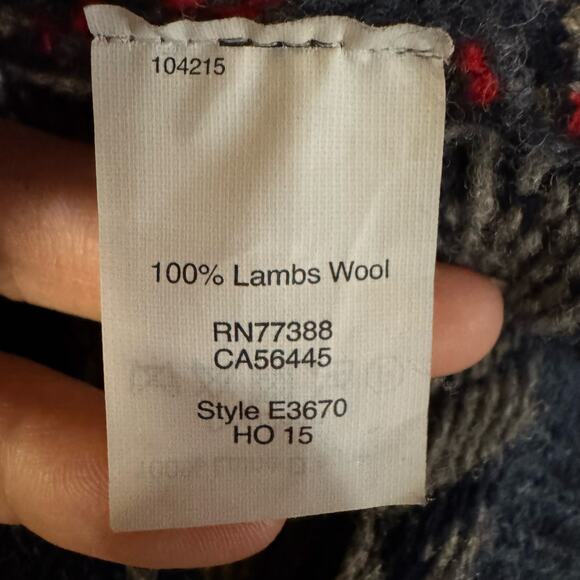 104215
100% Lambs Wool
RN77388
CA56445
Style E3670
HO 15